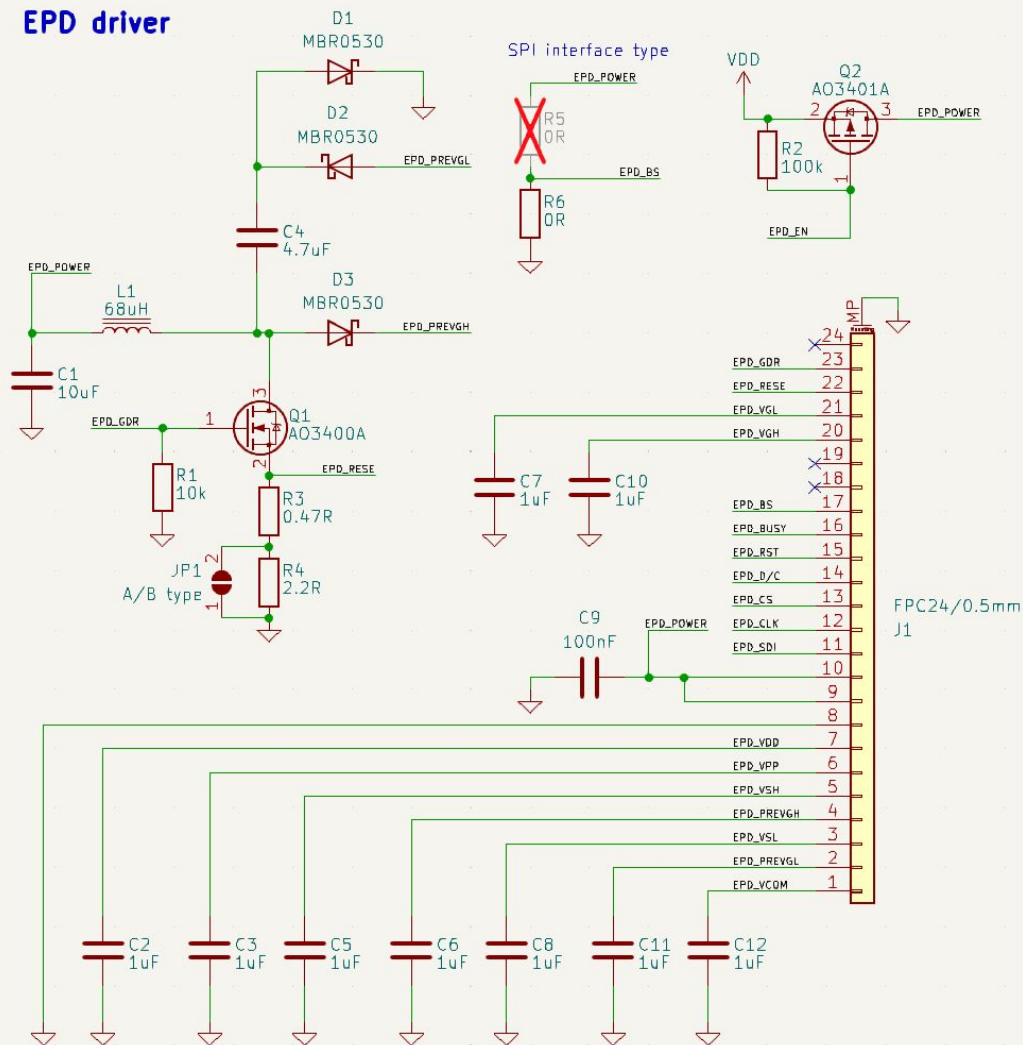 EPD driver
D1
MBR0530
D2
MBR0530
EPD_PREVGL
C4
4.7uF
EPD_POWER
L1
68uH
D3
MBR0530
EPD_PREVGH
C1
10uF
EPD_GDR
1
3
Q1
AO3400A
2
EPD_RESE
R1
10k
R3
0.47R
2
JP1
A/B type
1
R4
2.2R
SPI interface type
EPD_POWER
R5
0R
EPD_BS
R6
0R
VDD
Q2
AO3401A
2
3
EPD_POWER
R2
100k
1
EPD_EN
MP
Mounting
24
EPD_GDR 23
EPD_RESE 22
EPD_VGL 21
EPD_VGH 20
19
18
EPD_BS 17
EPD_BUSY 16
EPD_RST 15
EPD_D/C 14
EPD_CS 13
EPD_CLK 12
EPD_SDI 11
10
9
8
EPD_VDD 7
EPD_VPP 6
EPD_VSH 5
EPD_PREVGH 4
EPD_VSL 3
EPD_PREVGL 2
EPD_VCOM 1
FPC24/0.5mm
J1
C7
1uF
C10
1uF
C9
100nF
EPD_POWER
C2
1uF
C3
1uF
C5
1uF
C6
1uF
C8
1uF
C11
1uF
C12
1uF